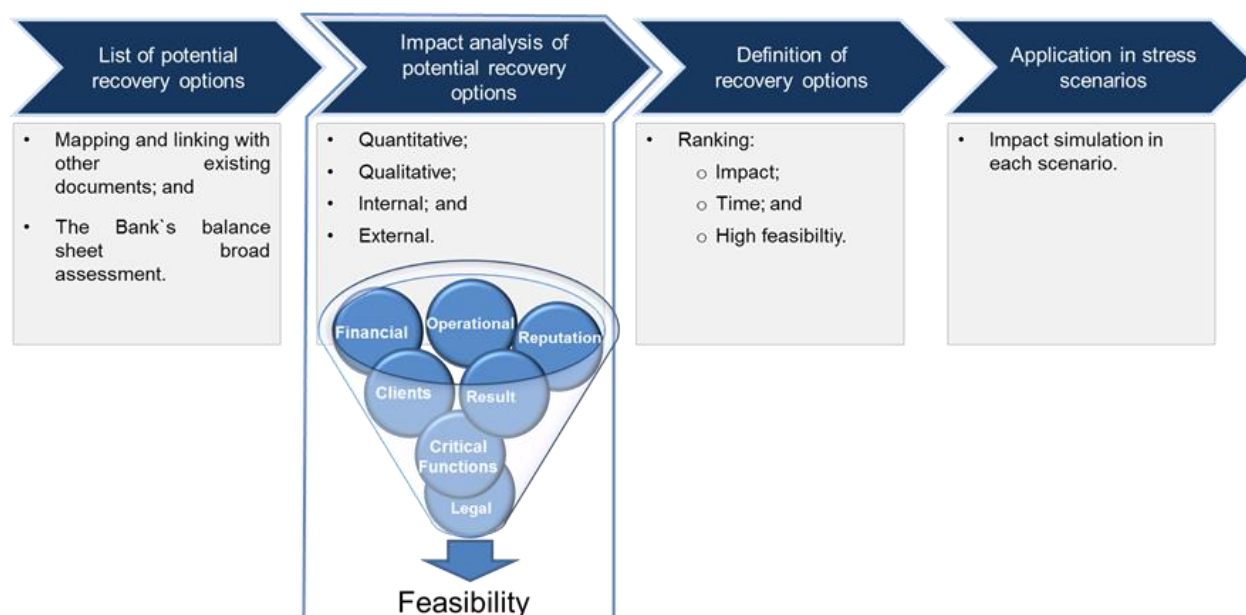 List of potential
recovery options
Impact analysis of
potential recovery
options
Definition of
recovery options
Application in stress
scenarios
• Mapping and linking with
other existing
documents; and
• The Bank`s balance
sheet broad
assessment.
• Quantitative;
• Qualitative;
• Internal; and
• External.
Financial
Operational
Reputation
Clients
Result
Critical
Functions
Legal
Feasibility
• Ranking:
o Impact;
o Time; and
o High feasibiltiy.
• Impact simulation in
each scenario.